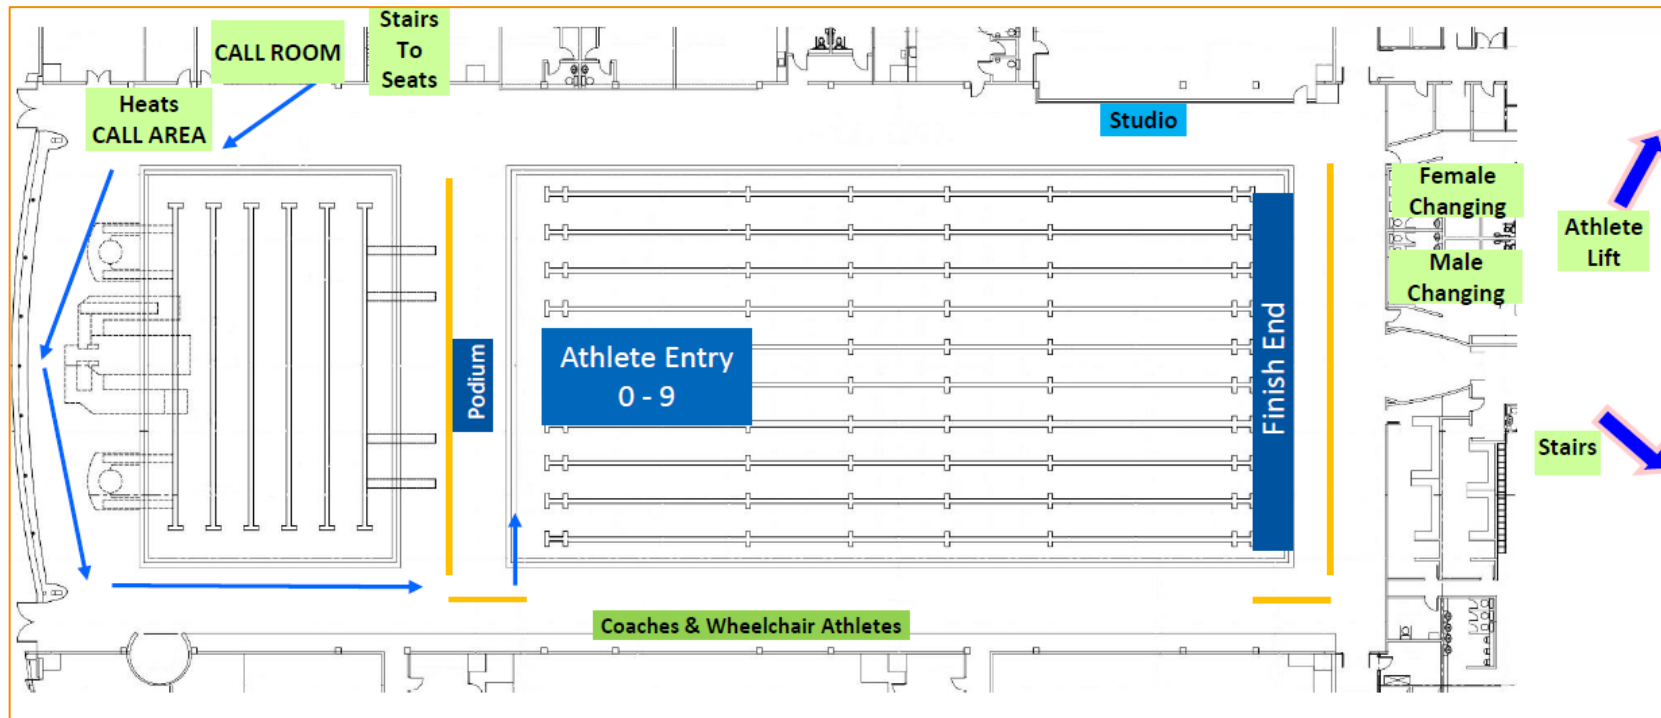 CALL ROOM
Stairs
To
Seats
Heats
CALL AREA
Studio
Female
Changing
Male
Changing
Athlete
Lift
Podium
Athlete Entry
0 - 9
Finish End
Stairs
Coaches & Wheelchair Athletes